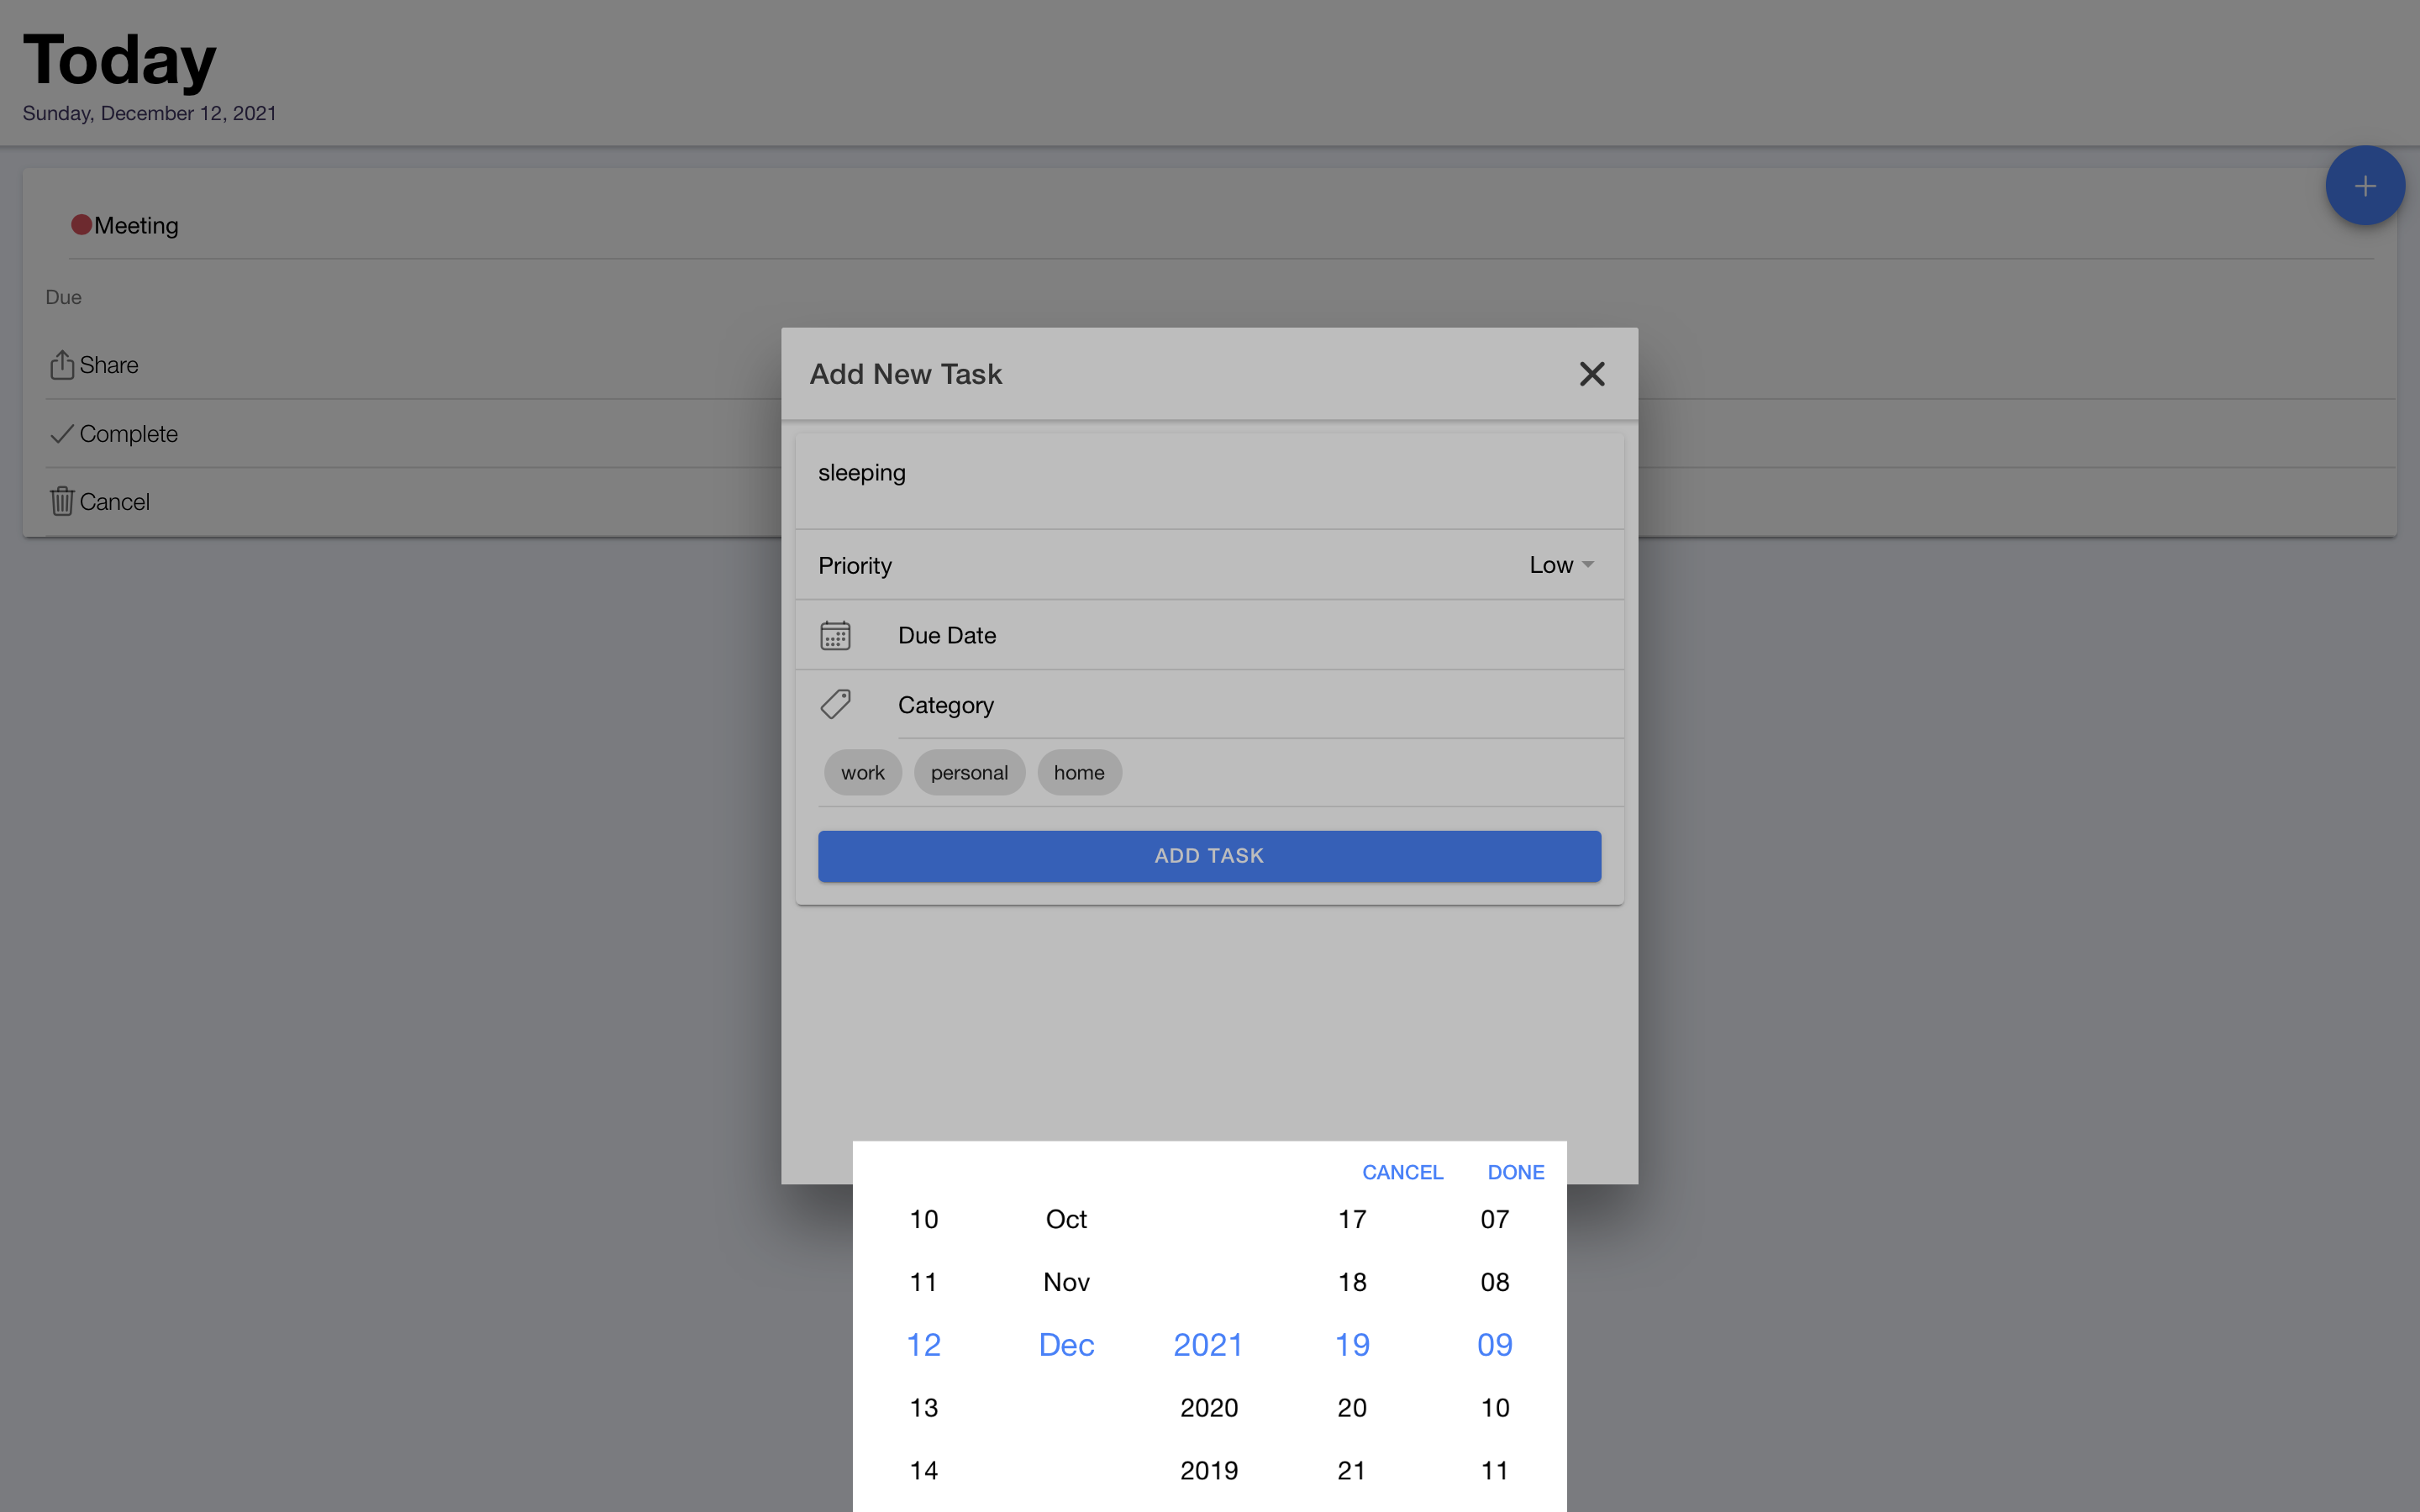 Today
Sunday, December 12, 2021
Meeting
Due
Share
Complete
Cancel
Add New Task
sleeping
Priority Low
Due Date
Category
work personal home
ADD TASK
CANCEL DONE
10 Oct 17 07
11 Nov 18 08
12 Dec 2021 19 09
13 2020 20 10
14 2019 21 11